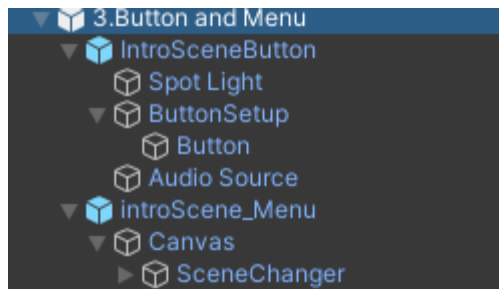 3.Button and Menu
IntroSceneButton
Spot Light
ButtonSetup
Button
Audio Source
introScene_Menu
Canvas
SceneChanger